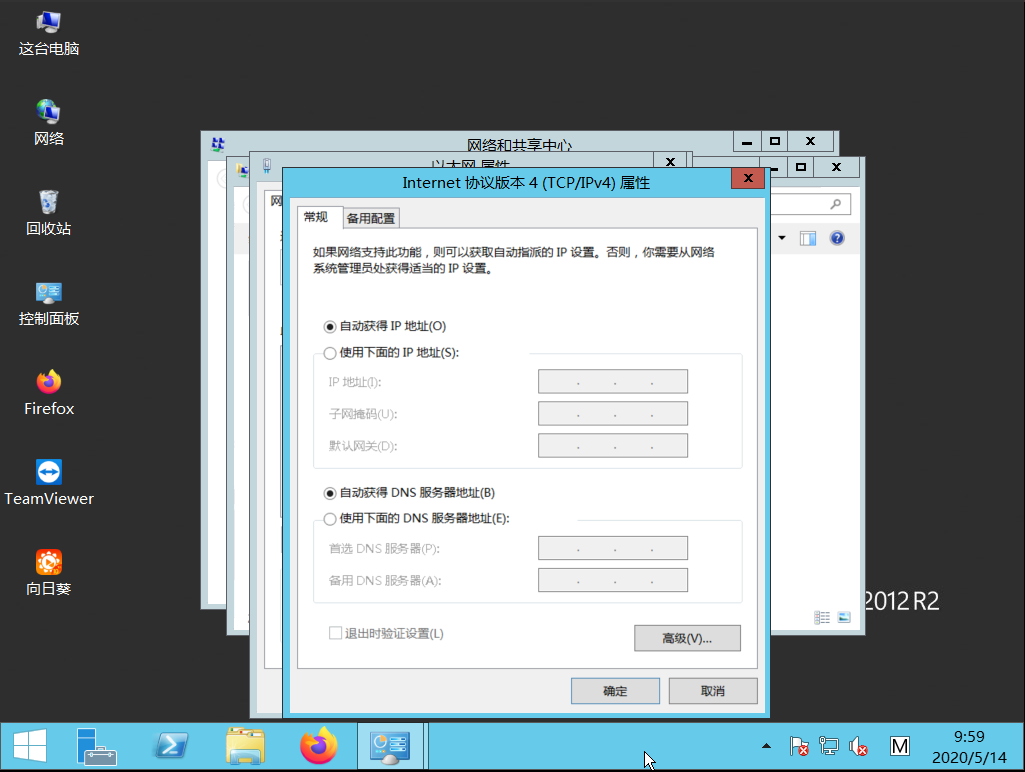 这台电脑
网络
回收站
控制面板
Firefox
TeamViewer
向日葵
网络和共享中心
以太网 属性
网
Internet 协议版本 4 (TCP/IPv4) 属性
常规
备用配置
如果网络支持此功能，则可以获取自动指派的 IP 设置。否则，你需要从网络
系统管理员处获得适当的 IP 设置。
自动获得 IP 地址(O)
使用下面的 IP 地址(S):
IP 地址(I):
子网掩码(U):
默认网关(D):
自动获得 DNS 服务器地址(B)
使用下面的 DNS 服务器地址(E):
首选 DNS 服务器(P):
备用 DNS 服务器(A):
退出时验证设置(L)
高级(V)...
确定
取消
2012 R2
M
9:59
2020/5/14